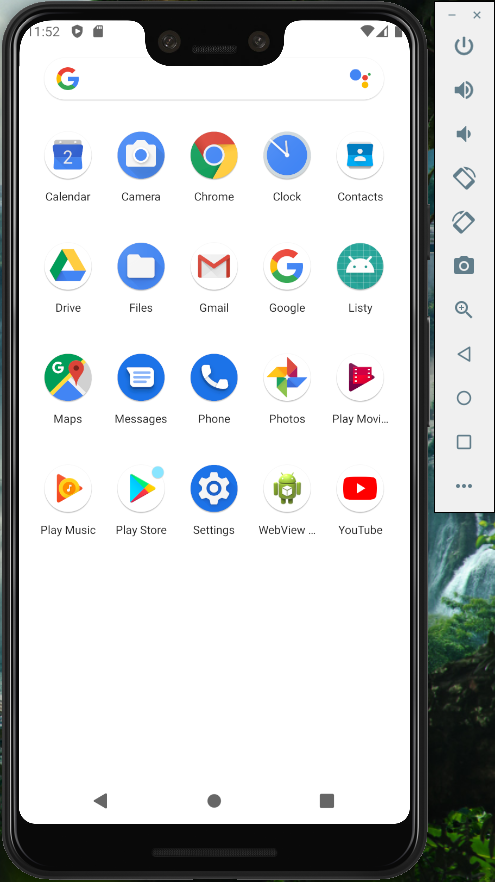 11:52
Calendar Camera Chrome Clock Contacts
Drive Files Gmail Google Listy
Maps Messages Phone Photos Play Movi...
Play Music Play Store Settings WebView ... YouTube